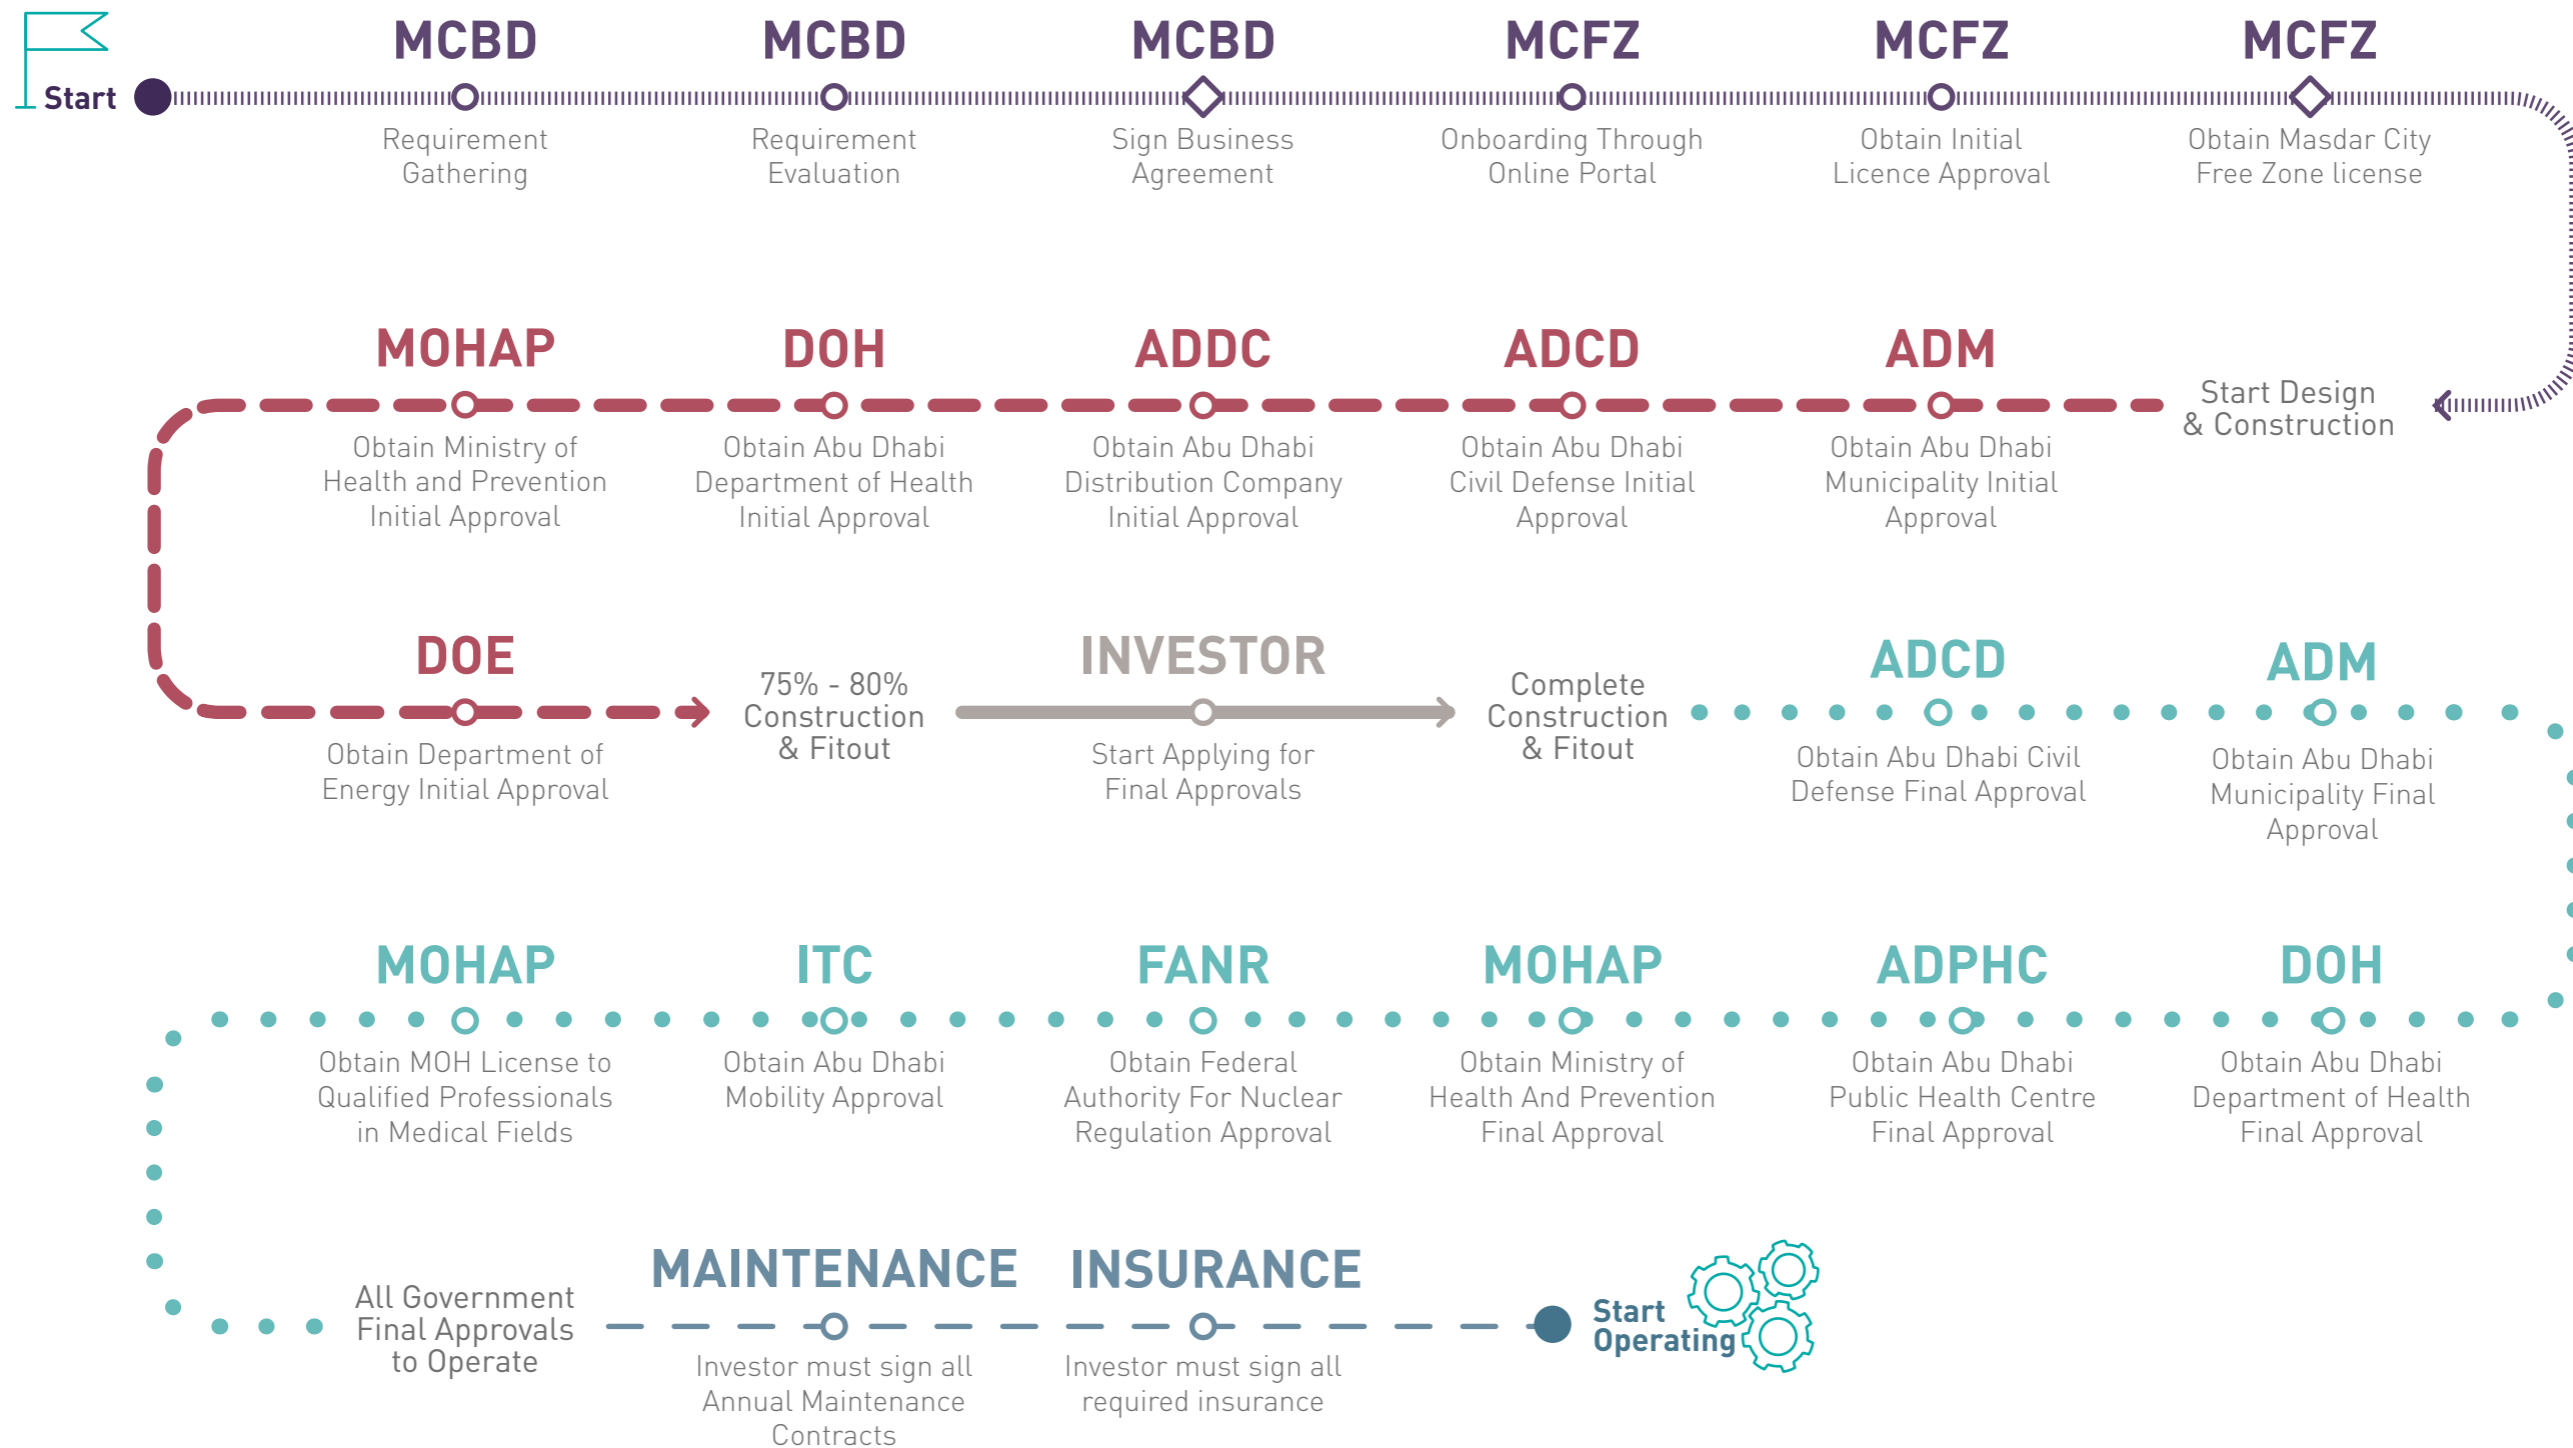 Start
MCBD
Requirement
Gathering
MCBD
Requirement
Evaluation
MCBD
Sign Business
Agreement
MCFZ
Onboarding Through
Online Portal
MCFZ
Obtain Initial
Licence Approval
MCFZ
Obtain Masdar City
Free Zone license
Start Design
& Construction
ADM
Obtain Abu Dhabi
Municipality Initial
Approval
ADCD
Obtain Abu Dhabi
Civil Defense Initial
Approval
ADDC
Obtain Abu Dhabi
Distribution Company
Initial Approval
DOH
Obtain Abu Dhabi
Department of Health
Initial Approval
MOHAP
Obtain Ministry of
Health and Prevention
Initial Approval
DOE
Obtain Department of
Energy Initial Approval
75% - 80%
Construction
& Fitout
INVESTOR
Start Applying for
Final Approvals
Complete
Construction
& Fitout
ADCD
Obtain Abu Dhabi Civil
Defense Final Approval
ADM
Obtain Abu Dhabi
Municipality Final
Approval
DOH
Obtain Abu Dhabi
Department of Health
Final Approval
ADPHC
Obtain Abu Dhabi
Public Health Centre
Final Approval
MOHAP
Obtain Ministry of
Health And Prevention
Final Approval
FANR
Obtain Federal
Authority For Nuclear
Regulation Approval
ITC
Obtain Abu Dhabi
Mobility Approval
MOHAP
Obtain MOH License to
Qualified Professionals
in Medical Fields
All Government
Final Approvals
to Operate
MAINTENANCE
Investor must sign all
Annual Maintenance
Contracts
INSURANCE
Investor must sign all
required insurance
Start
Operating